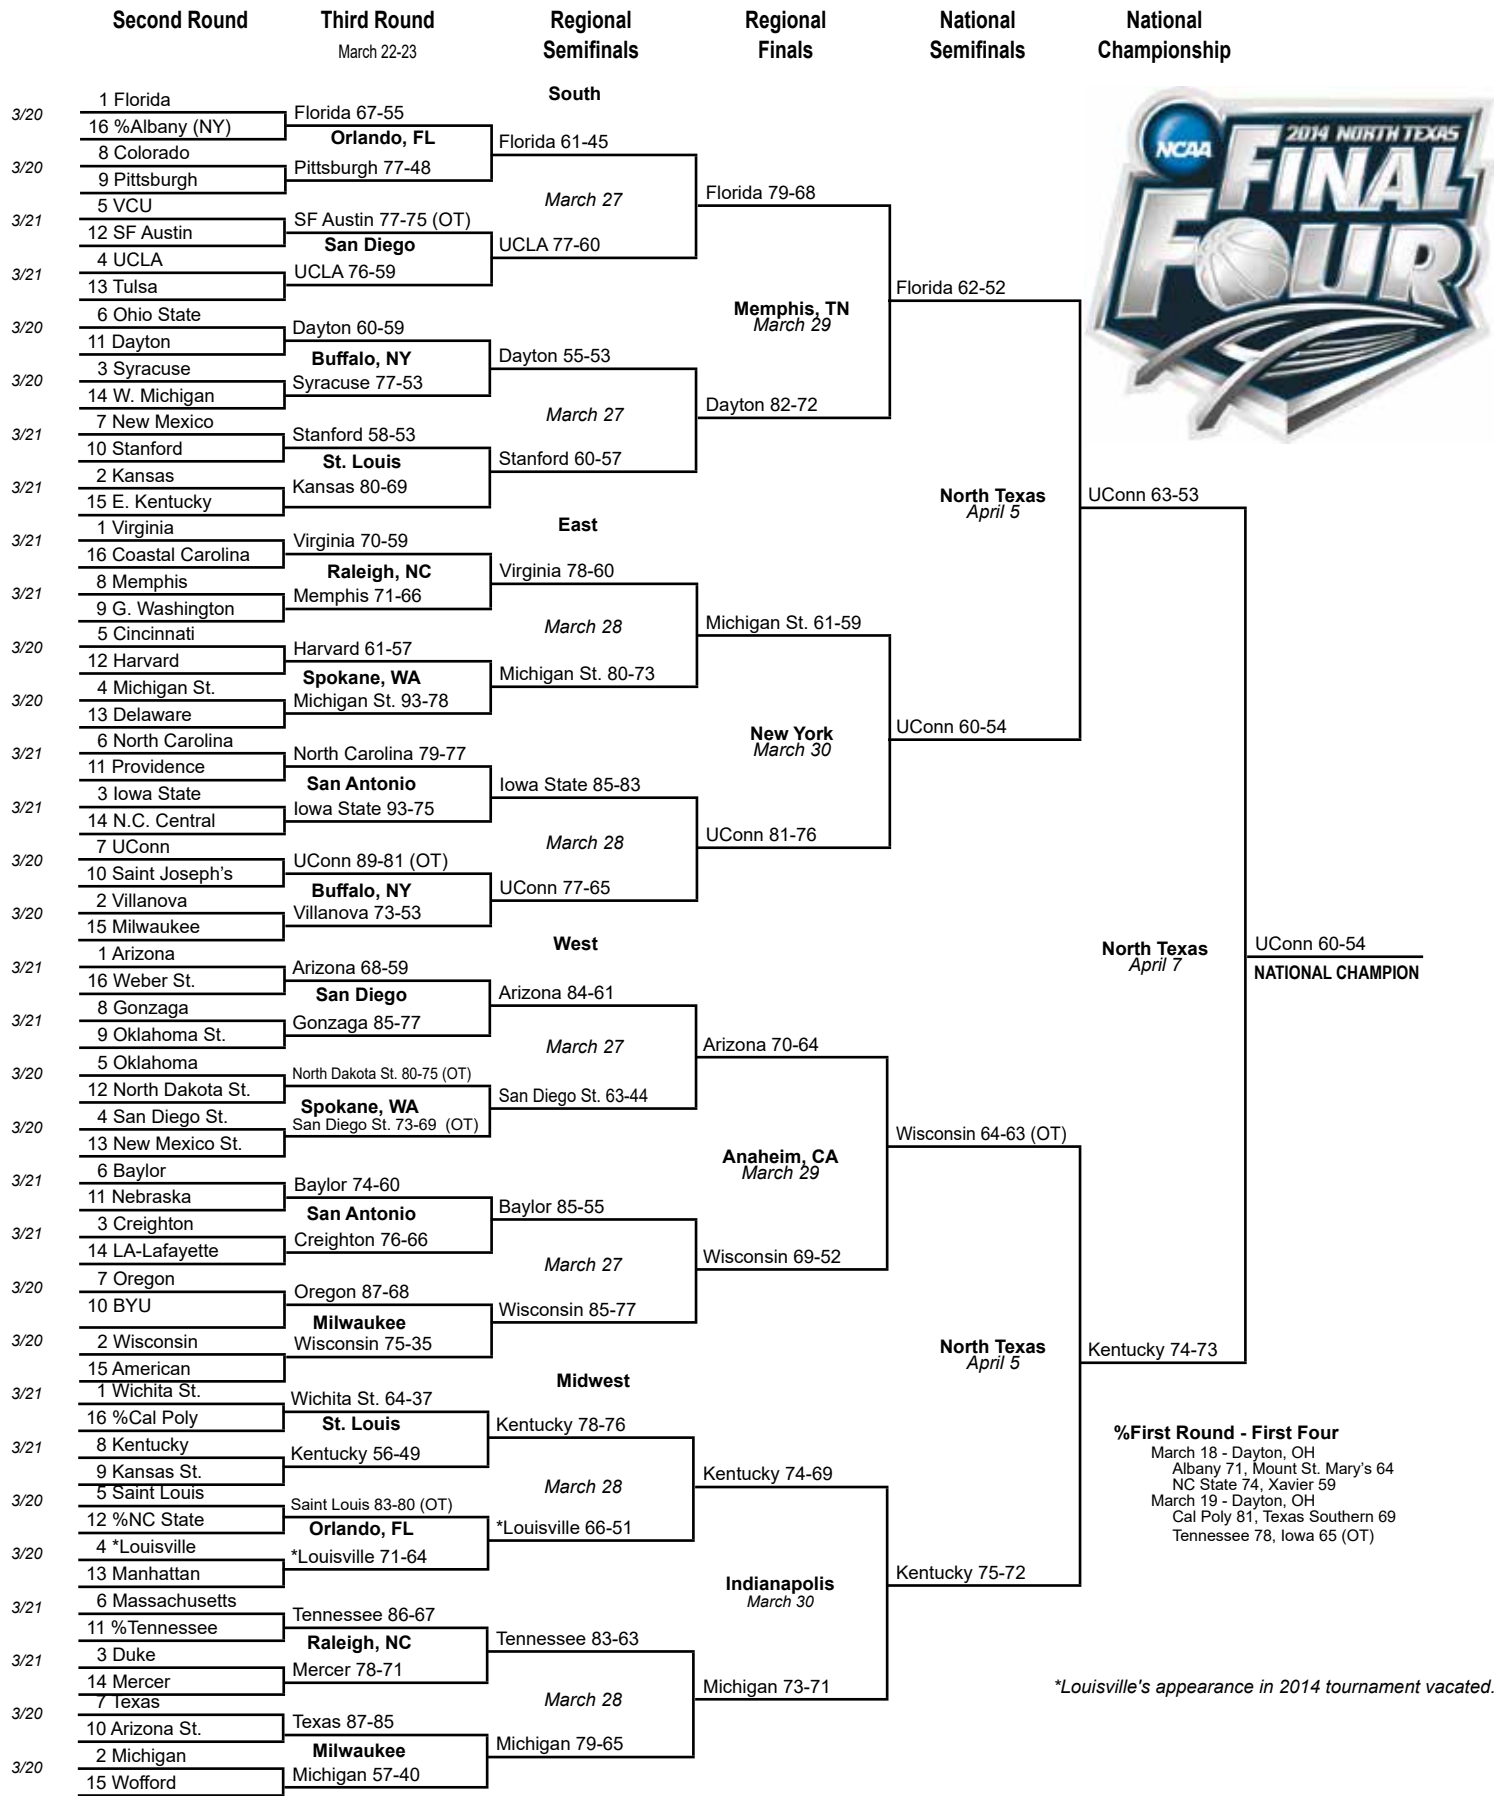 Second Round
Third Round
March 22-23
Regional
Semifinals
Regional
Finals
National
Semifinals
National
Championship
NCAA
2014 NORTH TEXAS
FINAL
FOUR
South
3/20
1 Florida
16 %Albany (NY)
3/20
8 Colorado
9 Pittsburgh
3/21
5 VCU
12 SF Austin
3/21
4 UCLA
13 Tulsa
3/20
6 Ohio State
11 Dayton
3/20
3 Syracuse
14 W. Michigan
3/21
7 New Mexico
10 Stanford
3/21
2 Kansas
15 E. Kentucky
Florida 67-55
Orlando, FL
Pittsburgh 77-48
SF Austin 77-75 (OT)
San Diego
UCLA 76-59
Dayton 60-59
Buffalo, NY
Syracuse 77-53
Stanford 58-53
St. Louis
Kansas 80-69
Florida 61-45
March 27
UCLA 77-60
Dayton 55-53
March 27
Stanford 60-57
Florida 79-68
Memphis, TN
March 29
Dayton 82-72
Florida 62-52
East
3/21
1 Virginia
16 Coastal Carolina
3/21
8 Memphis
9 G. Washington
3/20
5 Cincinnati
12 Harvard
3/20
4 Michigan St.
13 Delaware
3/21
6 North Carolina
11 Providence
3/21
3 Iowa State
14 N.C. Central
3/20
7 UConn
10 Saint Joseph's
3/20
2 Villanova
15 Milwaukee
Virginia 70-59
Raleigh, NC
Memphis 71-66
Harvard 61-57
Spokane, WA
Michigan St. 93-78
North Carolina 79-77
San Antonio
Iowa State 93-75
UConn 89-81 (OT)
Buffalo, NY
Villanova 73-53
Virginia 78-60
March 28
Michigan St. 80-73
Iowa State 85-83
March 28
UConn 77-65
Michigan St. 61-59
New York
March 30
UConn 81-76
UConn 60-54
North Texas
April 5
UConn 63-53
West
3/21
1 Arizona
16 Weber St.
3/21
8 Gonzaga
9 Oklahoma St.
3/20
5 Oklahoma
12 North Dakota St.
3/20
4 San Diego St.
13 New Mexico St.
3/21
6 Baylor
11 Nebraska
3/21
3 Creighton
14 LA-Lafayette
3/20
7 Oregon
10 BYU
3/20
2 Wisconsin
15 American
Arizona 68-59
San Diego
Gonzaga 85-77
North Dakota St. 80-75 (OT)
Spokane, WA
San Diego St. 73-69 (OT)
Baylor 74-60
San Antonio
Creighton 76-66
Oregon 87-68
Milwaukee
Wisconsin 75-35
Arizona 84-61
March 27
San Diego St. 63-44
Baylor 85-55
March 27
Wisconsin 85-77
Arizona 70-64
Anaheim, CA
March 29
Wisconsin 69-52
Wisconsin 64-63 (OT)
Midwest
3/21
1 Wichita St.
16 %Cal Poly
3/21
8 Kentucky
9 Kansas St.
3/20
5 Saint Louis
12 %NC State
3/20
4 *Louisville
13 Manhattan
3/21
6 Massachusetts
11 %Tennessee
3/21
3 Duke
14 Mercer
3/20
7 Texas
10 Arizona St.
3/20
2 Michigan
15 Wofford
Wichita St. 64-37
St. Louis
Kentucky 56-49
Saint Louis 83-80 (OT)
Orlando, FL
*Louisville 71-64
Tennessee 86-67
Raleigh, NC
Mercer 78-71
Texas 87-85
Milwaukee
Michigan 57-40
Kentucky 78-76
March 28
*Louisville 66-51
Tennessee 83-63
March 28
Michigan 79-65
Kentucky 74-69
Indianapolis
March 30
Michigan 73-71
Kentucky 75-72
North Texas
April 5
Kentucky 74-73
North Texas
April 7
UConn 60-54
NATIONAL CHAMPION
%First Round - First Four
March 18 - Dayton, OH
Albany 71, Mount St. Mary's 64
NC State 74, Xavier 59
March 19 - Dayton, OH
Cal Poly 81, Texas Southern 69
Tennessee 78, Iowa 65 (OT)
*Louisville's appearance in 2014 tournament vacated.